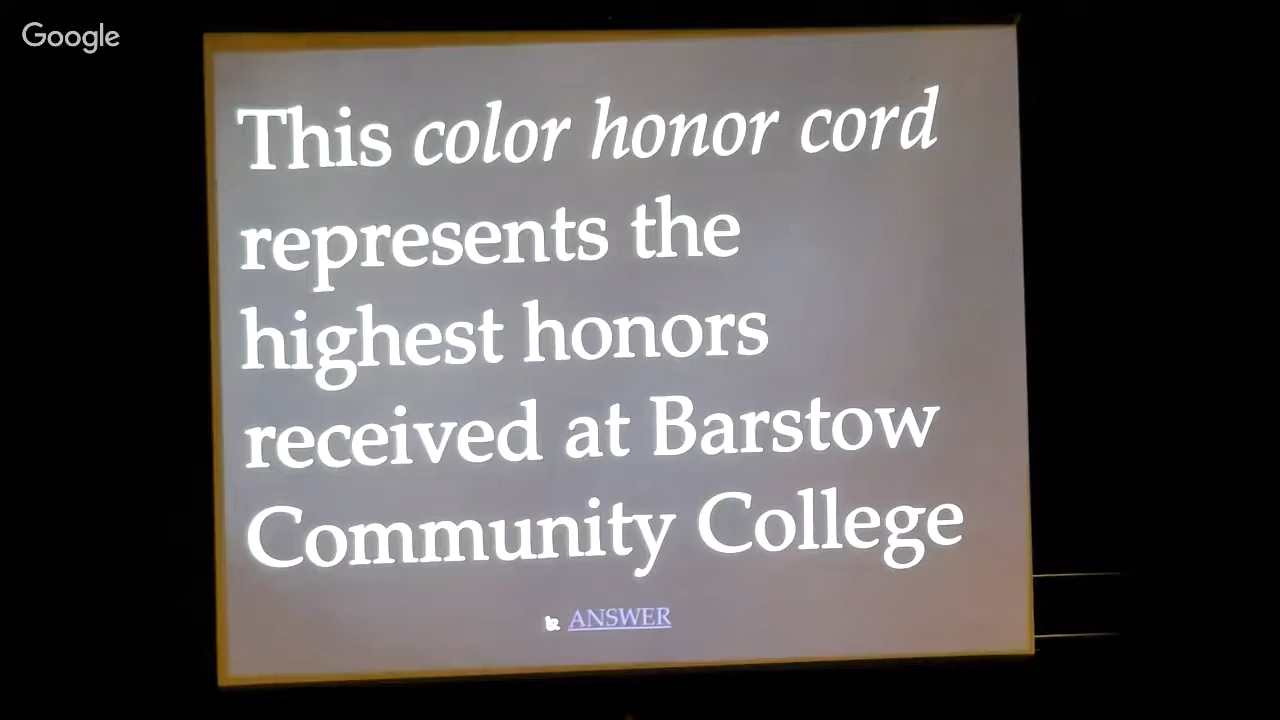 Google
This color honor cord
represents the
highest honors
received at Barstow
Community College
ANSWER